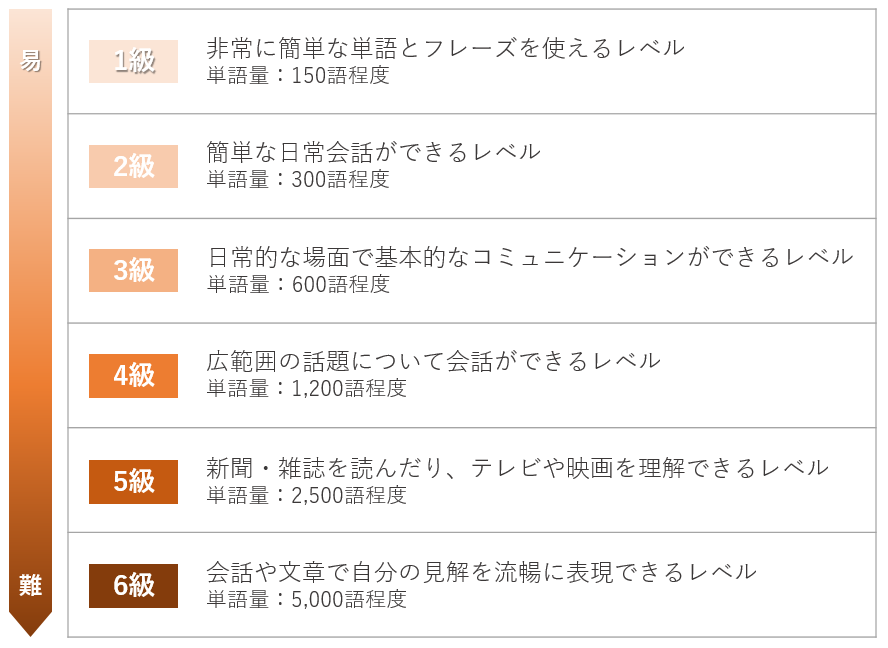 易
1級
非常に簡単な単語とフレーズを使えるレベル
単語量：150語程度
2級
簡単な日常会話ができるレベル
単語量：300語程度
3級
日常的な場面で基本的なコミュニケーションができるレベル
単語量：600語程度
4級
広範囲の話題について会話ができるレベル
単語量：1,200語程度
5級
新聞・雑誌を読んだり、テレビや映画を理解できるレベル
単語量：2,500語程度
難
6級
会話や文章で自分の見解を流暢に表現できるレベル
単語量：5,000語程度